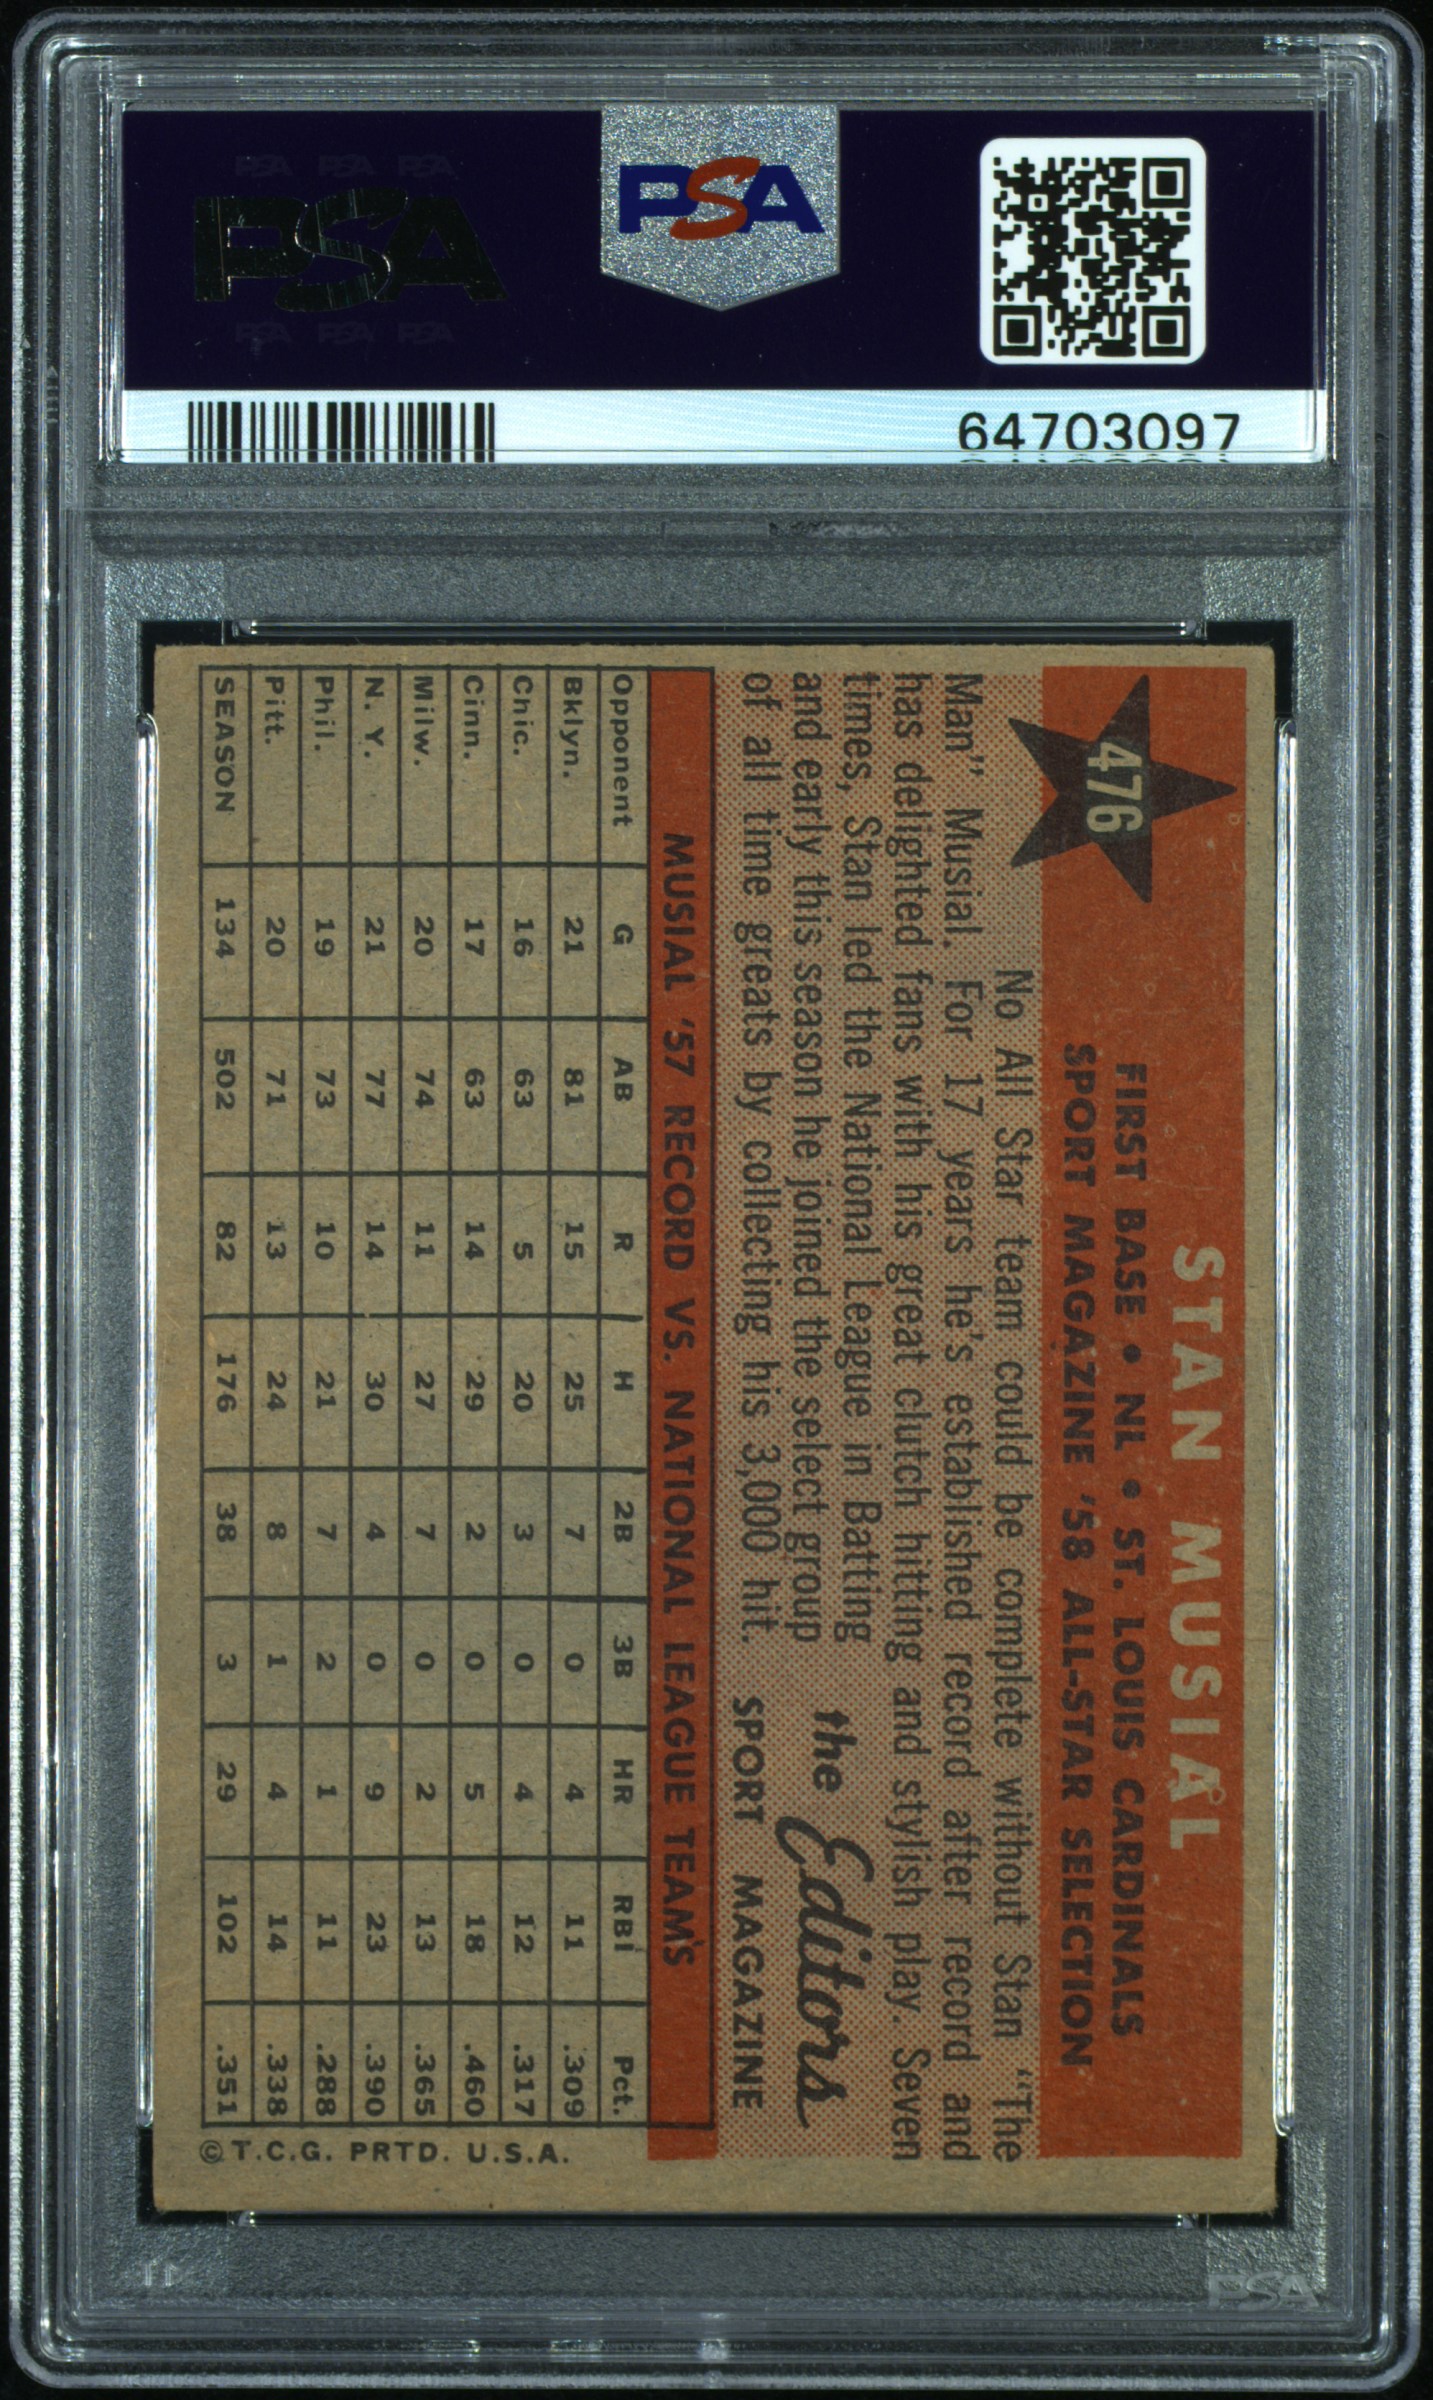 PSA PSA PSA
PSA
PSA PSA PSA
PSA
64703097
476
STAN MUSIAL
FIRST BASE • NL • ST. LOUIS CARDINALS
SPORT MAGAZINE '58 ALL-STAR SELECTION
No All Star team could be complete without Stan “The
Man” Musial. For 17 years he's established record after record and
has delighted fans with his great clutch hitting and stylish play. Seven
times, Stan led the National League in Batting
and early this season he joined the select group
of all time greats by collecting his 3,000 hit.
the Editors
SPORT MAGAZINE
MUSIAL '57 RECORD VS. NATIONAL LEAGUE TEAMS
Opponent G AB R H 2B 3B HR RBI Pct.
Bklyn. 21 81 15 25 7 0 4 11 .309
Chic. 16 63 5 20 3 0 4 12 .317
Cinn. 17 63 14 29 2 0 5 18 .460
Milw. 20 74 11 27 7 0 2 13 .365
N. Y. 21 77 14 30 4 0 9 23 .390
Phil. 19 73 10 21 7 2 1 11 .288
Pitt. 20 71 13 24 8 1 4 14 .338
SEASON 134 502 82 176 38 3 29 102 .351
© T.C.G. PRTD. U.S.A.
PSA